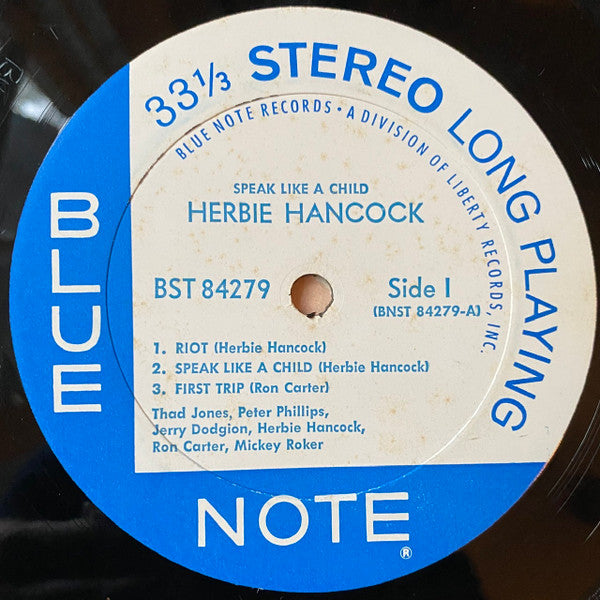 33⅓ STEREO LONG PLAYING
BLUE NOTE RECORDS • A DIVISION OF LIBERTY RECORDS, INC.
SPEAK LIKE A CHILD
HERBIE HANCOCK
BST 84279
Side 1
(BNST 84279-A)
1. RIOT (Herbie Hancock)
2. SPEAK LIKE A CHILD (Herbie Hancock)
3. FIRST TRIP (Ron Carter)
Thad Jones, Peter Phillips,
Jerry Dodgion, Herbie Hancock,
Ron Carter, Mickey Roker
BLUE
NOTE
®